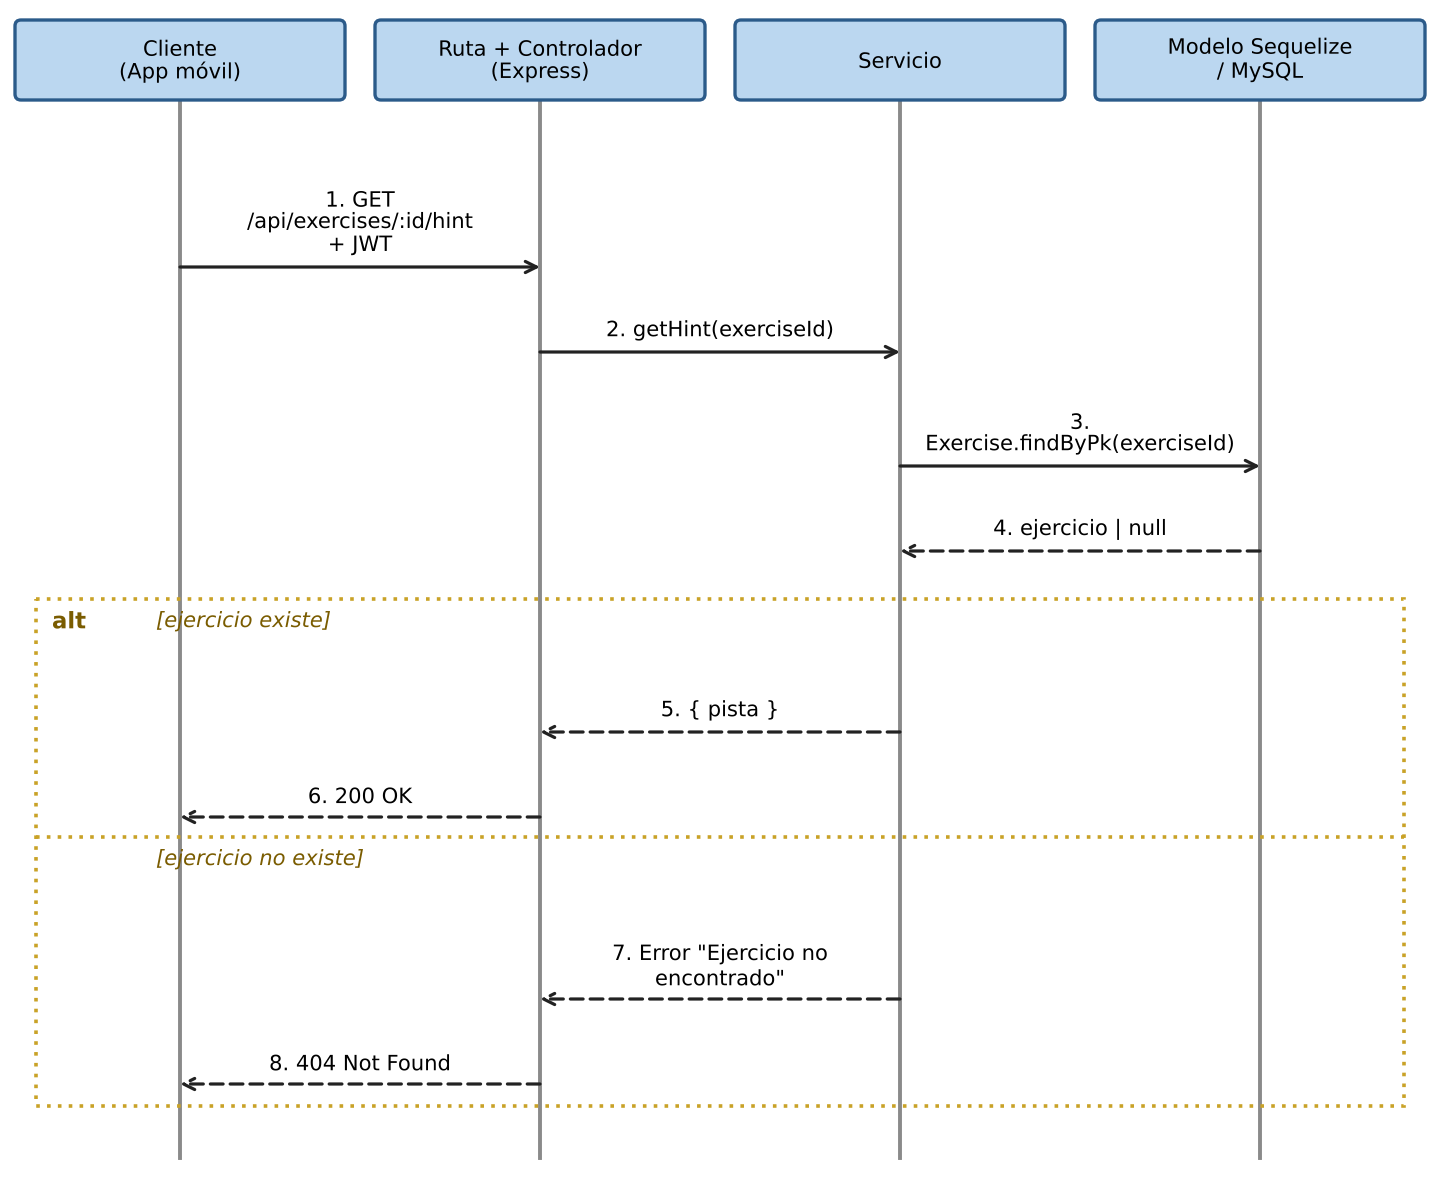 Cliente
(App móvil)
Ruta + Controlador
(Express)
Servicio
Modelo Sequelize
/ MySQL
1. GET
/api/exercises/:id/hint
+ JWT
2. getHint(exerciseId)
3.
Exercise.findByPk(exerciseId)
4. ejercicio | null
alt
[ejercicio existe]
5. { pista }
6. 200 OK
[ejercicio no existe]
7. Error "Ejercicio no
encontrado"
8. 404 Not Found